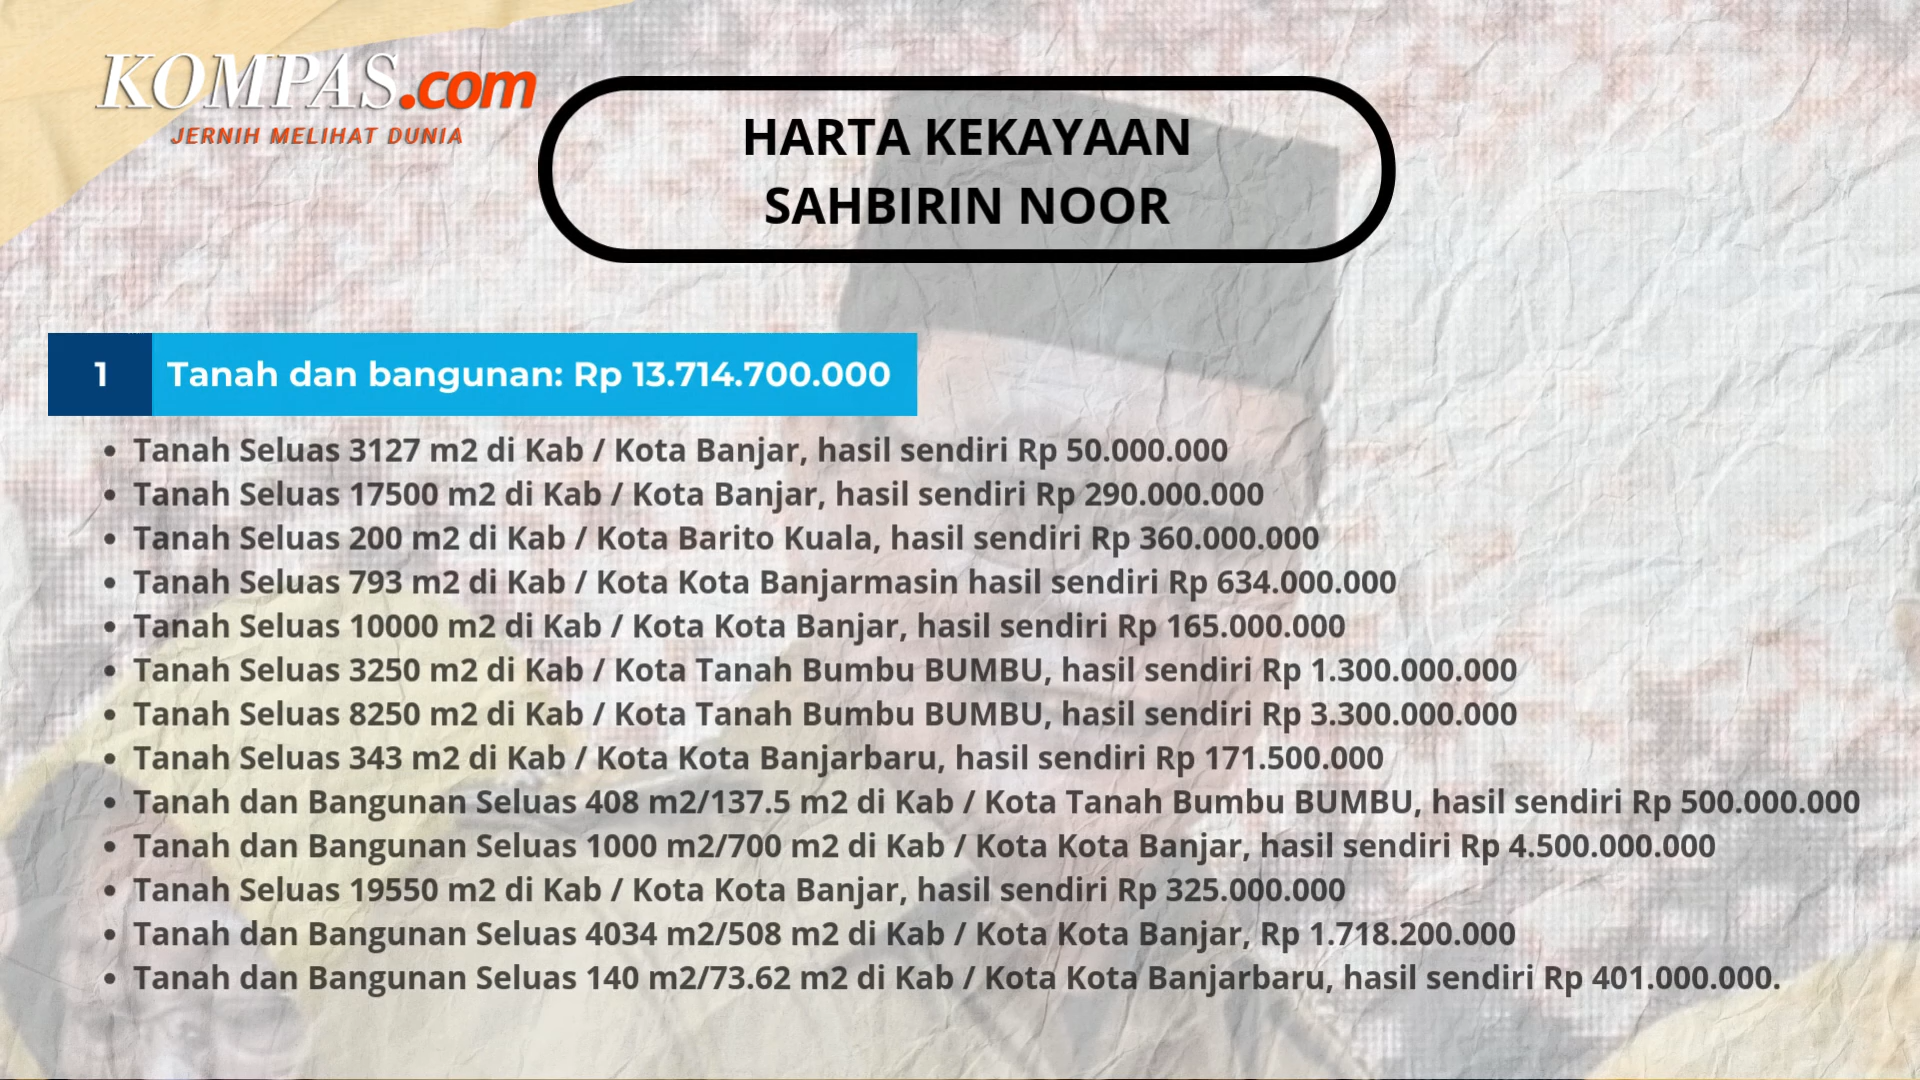 KOMPAS.com
JERNIH MELIHAT DUNIA
HARTA KEKAYAAN
SAHBIRIN NOOR
1 Tanah dan bangunan: Rp 13.714.700.000
• Tanah Seluas 3127 m2 di Kab / Kota Banjar, hasil sendiri Rp 50.000.000
• Tanah Seluas 17500 m2 di Kab / Kota Banjar, hasil sendiri Rp 290.000.000
• Tanah Seluas 200 m2 di Kab / Kota Barito Kuala, hasil sendiri Rp 360.000.000
• Tanah Seluas 793 m2 di Kab / Kota Kota Banjarmasin hasil sendiri Rp 634.000.000
• Tanah Seluas 10000 m2 di Kab / Kota Kota Banjar, hasil sendiri Rp 165.000.000
• Tanah Seluas 3250 m2 di Kab / Kota Tanah Bumbu BUMBU, hasil sendiri Rp 1.300.000.000
• Tanah Seluas 8250 m2 di Kab / Kota Tanah Bumbu BUMBU, hasil sendiri Rp 3.300.000.000
• Tanah Seluas 343 m2 di Kab / Kota Kota Banjarbaru, hasil sendiri Rp 171.500.000
• Tanah dan Bangunan Seluas 408 m2/137.5 m2 di Kab / Kota Tanah Bumbu BUMBU, hasil sendiri Rp 500.000.000
• Tanah dan Bangunan Seluas 1000 m2/700 m2 di Kab / Kota Kota Banjar, hasil sendiri Rp 4.500.000.000
• Tanah Seluas 19550 m2 di Kab / Kota Kota Banjar, hasil sendiri Rp 325.000.000
• Tanah dan Bangunan Seluas 4034 m2/508 m2 di Kab / Kota Kota Banjar, Rp 1.718.200.000
• Tanah dan Bangunan Seluas 140 m2/73.62 m2 di Kab / Kota Kota Banjarbaru, hasil sendiri Rp 401.000.000.